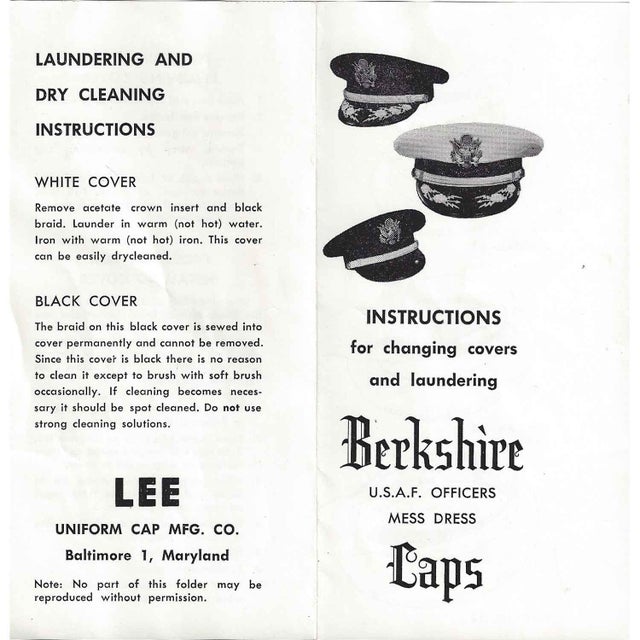 LAUNDERING AND
DRY CLEANING
INSTRUCTIONS
WHITE COVER
Remove acetate crown insert and black
braid. Launder in warm (not hot) water.
Iron with warm (not hot) iron. This cover
can be easily drycleaned.
BLACK COVER
The braid on this black cover is sewed into
cover permanently and cannot be removed.
Since this cover is black there is no reason
to clean it except to brush with soft brush
occasionally. If cleaning becomes neces-
sary it should be spot cleaned. Do not use
strong cleaning solutions.
LEE
UNIFORM CAP MFG. CO.
Baltimore 1, Maryland
Note: No part of this folder may be
reproduced without permission.
INSTRUCTIONS
for changing covers
and laundering
Berkshire
U.S.A.F. OFFICERS
MESS DRESS
Caps